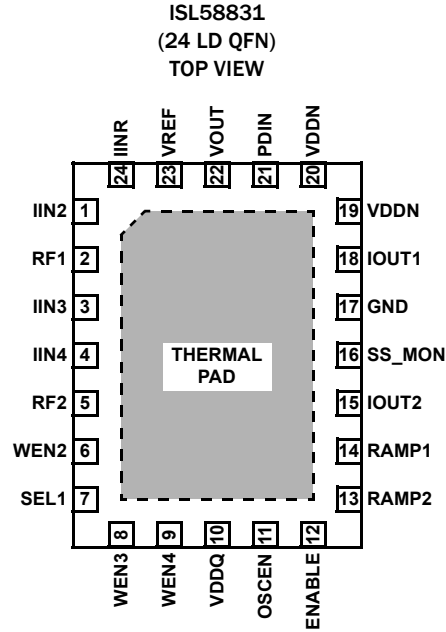 ISL58831
(24 LD QFN)
TOP VIEW
24 IINR
23 VREF
22 VOUT
21 PDIN
20 VDDN
IIN2 1
RF1 2
IIN3 3
IIN4 4
RF2 5
WEN2 6
SEL1 7
19 VDDN
18 IOUT1
17 GND
16 SS_MON
15 IOUT2
14 RAMP1
13 RAMP2
THERMAL
PAD
WEN3 8
WEN4 9
VDDQ 10
OSCEN 11
ENABLE 12